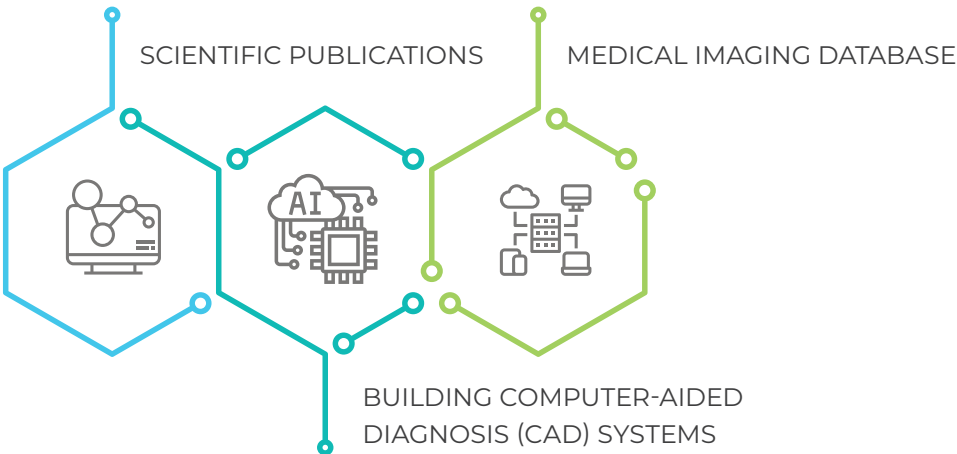 SCIENTIFIC PUBLICATIONS
MEDICAL IMAGING DATABASE
AI
BUILDING COMPUTER-AIDED
DIAGNOSIS (CAD) SYSTEMS